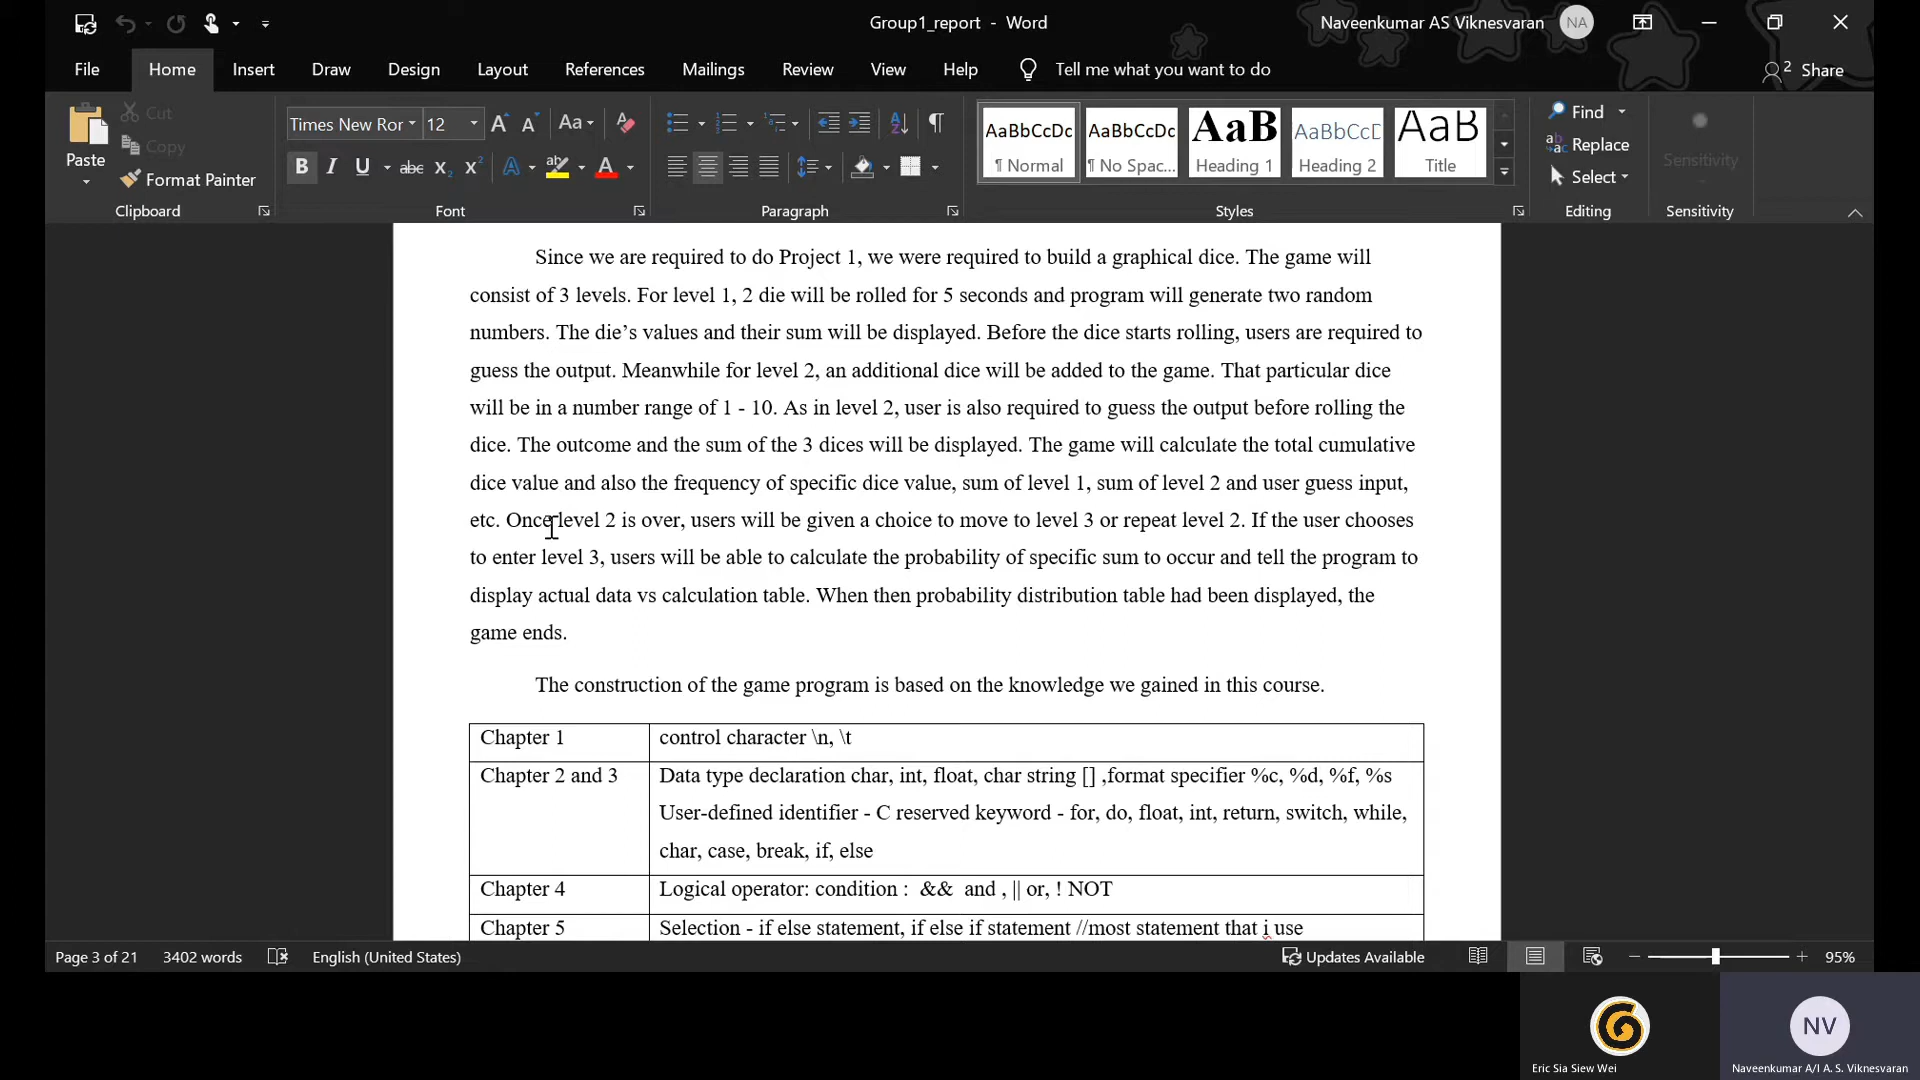 Group1_report - Word
Naveenkumar AS Viknesvaran
NA
File Home Insert Draw Design Layout References Mailings Review View Help Tell me what you want to do
2 Share
Paste
Cut
Copy
Format Painter
Clipboard
Times New Ror 12
Aa
B I U abc x2 x2 A A
Font
Paragraph
AaBbCcDc AaBbCcDc AaB AaBbCcD AaB
¶ Normal ¶ No Spac... Heading 1 Heading 2 Title
Styles
Find
Replace
Select
Editing
Sensitivity
Sensitivity
Since we are required to do Project 1, we were required to build a graphical dice. The game will
consist of 3 levels. For level 1, 2 die will be rolled for 5 seconds and program will generate two random
numbers. The die’s values and their sum will be displayed. Before the dice starts rolling, users are required to
guess the output. Meanwhile for level 2, an additional dice will be added to the game. That particular dice
will be in a number range of 1 - 10. As in level 2, user is also required to guess the output before rolling the
dice. The outcome and the sum of the 3 dices will be displayed. The game will calculate the total cumulative
dice value and also the frequency of specific dice value, sum of level 1, sum of level 2 and user guess input,
etc. Once level 2 is over, users will be given a choice to move to level 3 or repeat level 2. If the user chooses
to enter level 3, users will be able to calculate the probability of specific sum to occur and tell the program to
display actual data vs calculation table. When then probability distribution table had been displayed, the
game ends.
The construction of the game program is based on the knowledge we gained in this course.
Chapter 1 control character \n, \t
Chapter 2 and 3 Data type declaration char, int, float, char string [] ,format specifier %c, %d, %f, %s
User-defined identifier - C reserved keyword - for, do, float, int, return, switch, while,
char, case, break, if, else
Chapter 4 Logical operator: condition : && and , || or, ! NOT
Chapter 5 Selection - if else statement, if else if statement //most statement that i use
Page 3 of 21 3402 words English (United States) Updates Available 95%
NV
Eric Sia Siew Wei
Naveenkumar A/l A. S. Viknesvaran